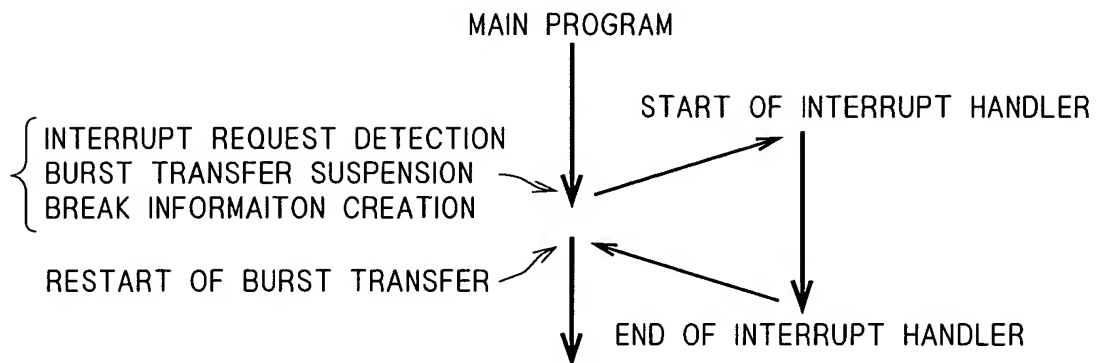 MAIN PROGRAM
START OF INTERRUPT HANDLER
INTERRUPT REQUEST DETECTION
BURST TRANSFER SUSPENSION
BREAK INFORMAITON CREATION
RESTART OF BURST TRANSFER
END OF INTERRUPT HANDLER